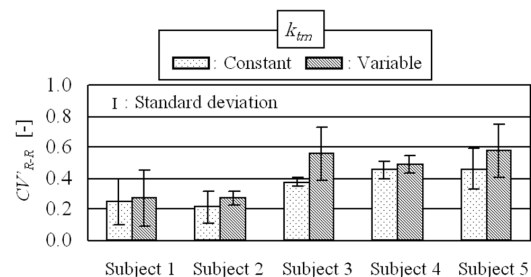 k_tm
: Constant : Variable
I : Standard deviation
CV'_R-R [-]
1.0
0.8
0.6
0.4
0.2
0.0
Subject 1 Subject 2 Subject 3 Subject 4 Subject 5